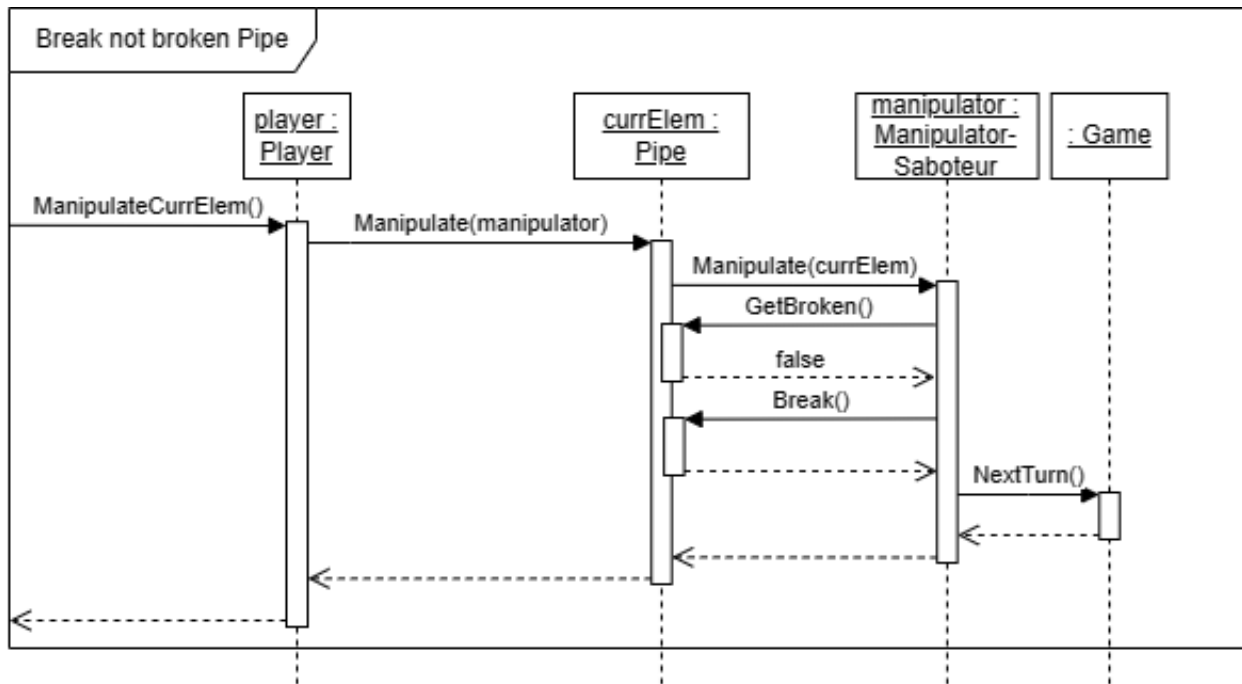 Break not broken Pipe
player :
Player
currElem :
Pipe
manipulator :
Manipulator-
Saboteur
: Game
ManipulateCurrElem()
Manipulate(manipulator)
Manipulate(currElem)
GetBroken()
false
Break()
NextTurn()